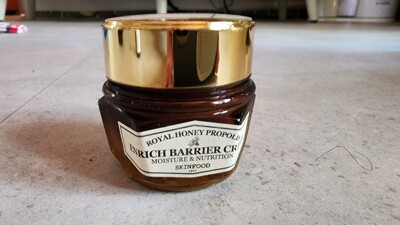 ROYAL HONEY PROPOLIS
ENRICH BARRIER CR
MOISTURE & NUTRITION
SKINFOOD